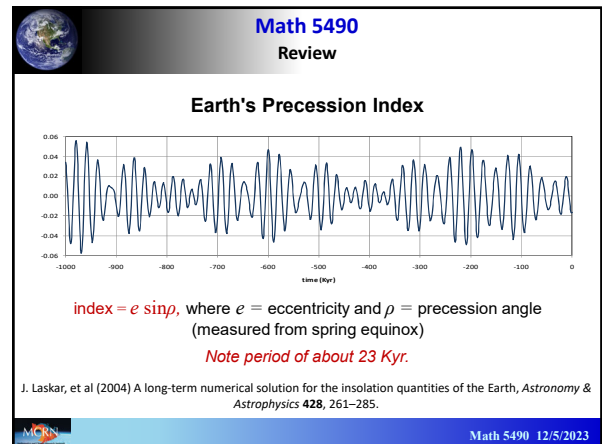 Math 5490
Review
Earth's Precession Index
0.06
0.04
0.02
0.00
-0.02
-0.04
-0.06
-1000 -900 -800 -700 -600 -500 -400 -300 -200 -100 0
time (Kyr)
index = e sinρ, where e = eccentricity and ρ = precession angle
(measured from spring equinox)
Note period of about 23 Kyr.
J. Laskar, et al (2004) A long-term numerical solution for the insolation quantities of the Earth, Astronomy &
Astrophysics 428, 261–285.
MCRN
Math 5490 12/5/2023